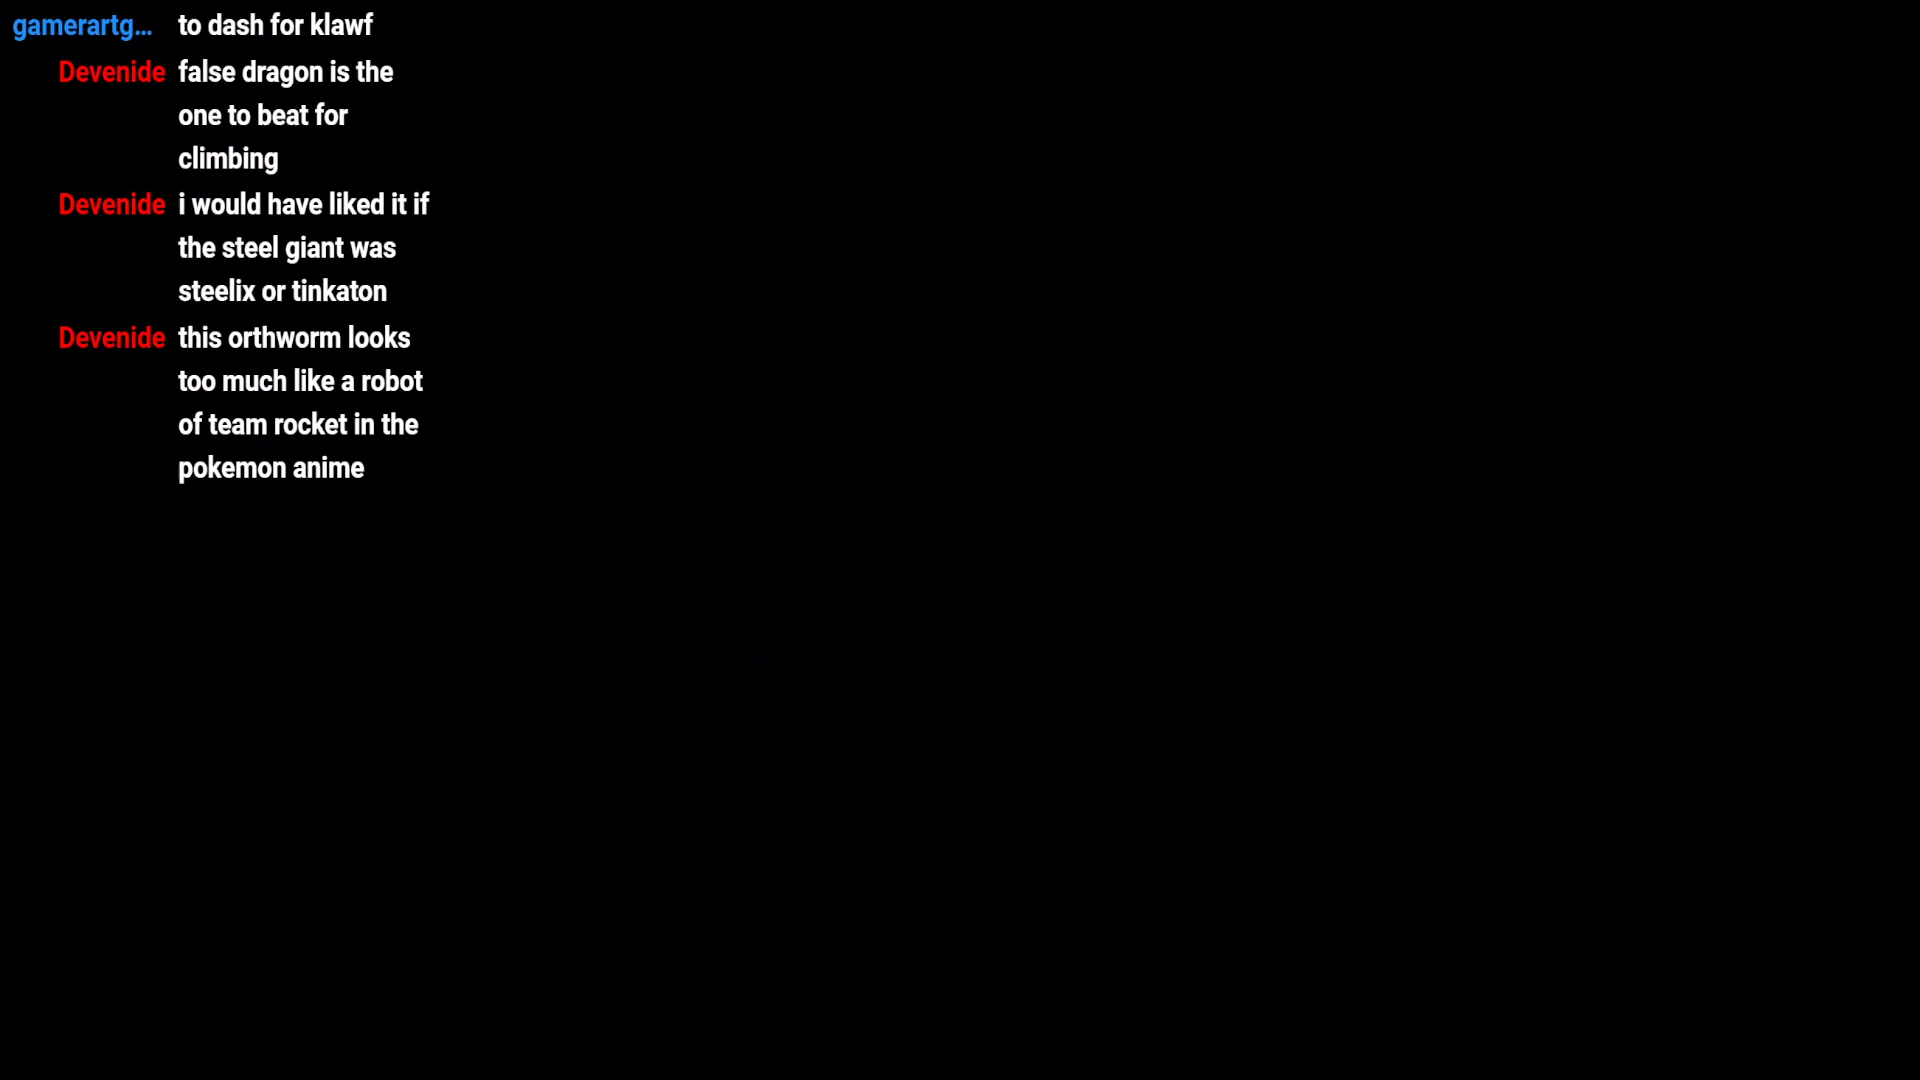 gamerartg... to dash for klawf
Devenide false dragon is the
one to beat for
climbing
Devenide i would have liked it if
the steel giant was
steelix or tinkaton
Devenide this orthworm looks
too much like a robot
of team rocket in the
pokemon anime